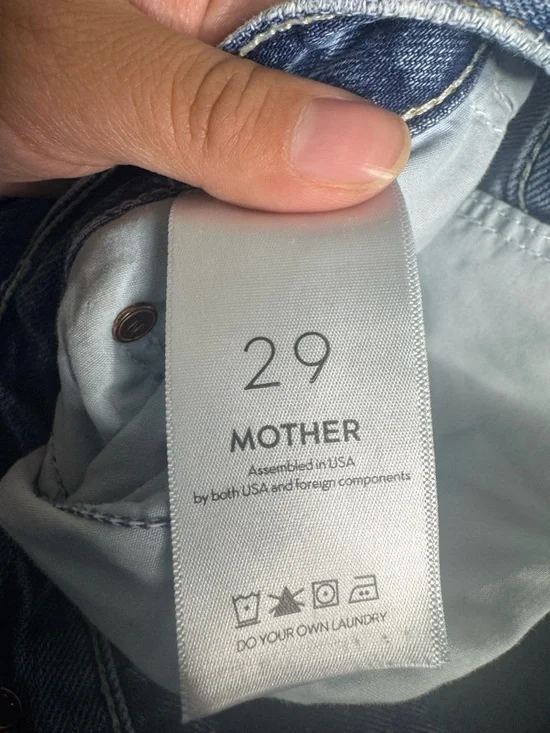 29
MOTHER
Assembled in USA
by both USA and foreign components
DO YOUR OWN LAUNDRY